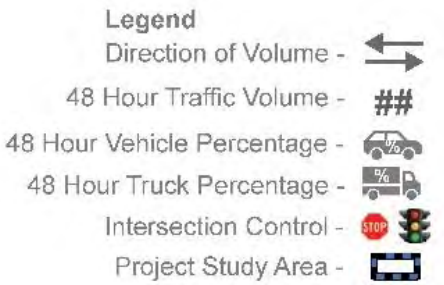 Legend
Direction of Volume -
48 Hour Traffic Volume - ##
48 Hour Vehicle Percentage - %
48 Hour Truck Percentage - %
Intersection Control - STOP
Project Study Area -